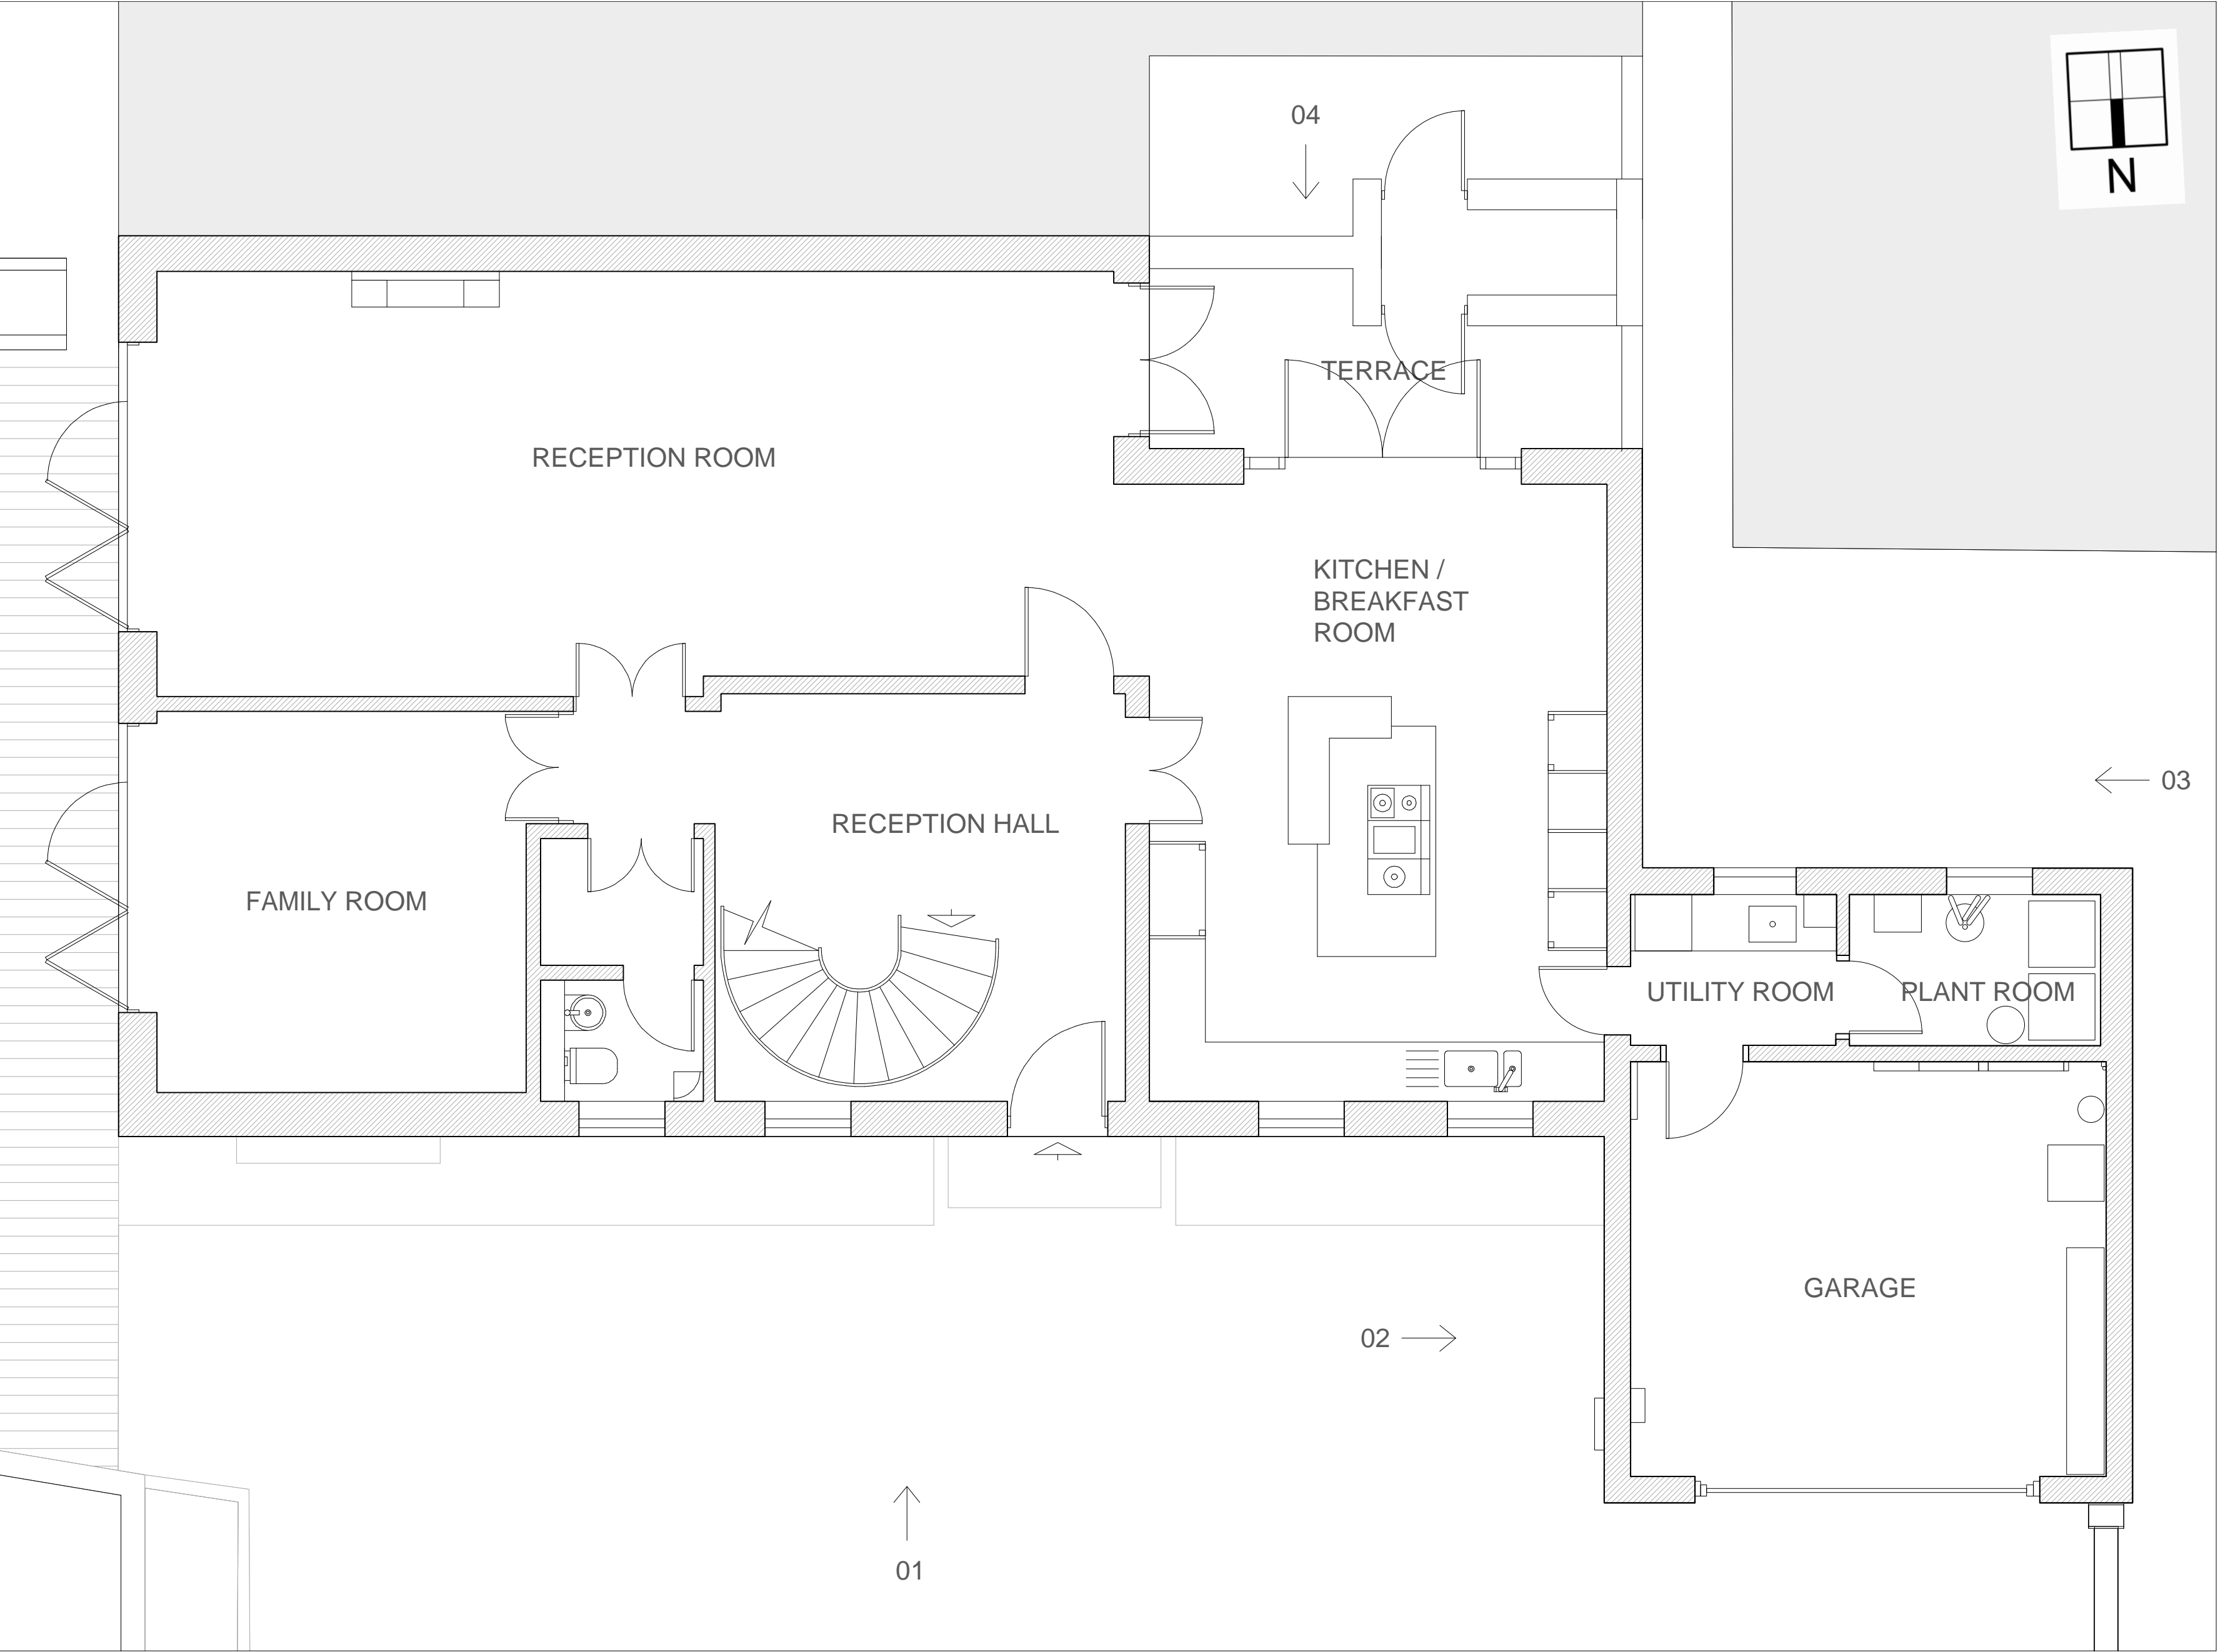 04
N
TERRACE
RECEPTION ROOM
KITCHEN /
BREAKFAST
ROOM
03
RECEPTION HALL
FAMILY ROOM
UTILITY ROOM
PLANT ROOM
GARAGE
02
01